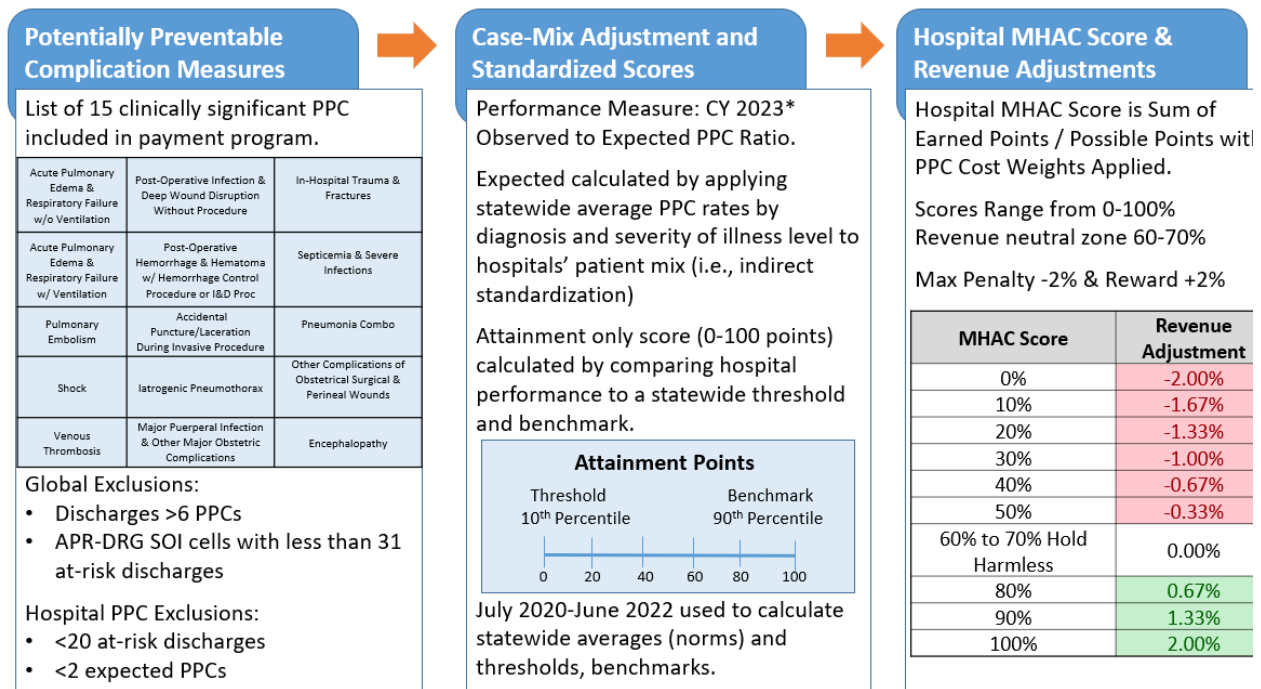 Potentially Preventable
Complication Measures
List of 15 clinically significant PPC
included in payment program.
Acute Pulmonary
Edema &
Respiratory Failure
w/o Ventilation
Post-Operative Infection &
Deep Wound Disruption
Without Procedure
In-Hospital Trauma &
Fractures
Acute Pulmonary
Edema &
Respiratory Failure
w/ Ventilation
Post-Operative
Hemorrhage & Hematoma
w/ Hemorrhage Control
Procedure or I&D Proc
Septicemia & Severe
Infections
Pulmonary
Embolism
Accidental
Puncture/Laceration
During Invasive Procedure
Pneumonia Combo
Shock
Iatrogenic Pneumothorax
Other Complications of
Obstetrical Surgical &
Perineal Wounds
Venous
Thrombosis
Major Puerperal Infection
& Other Major Obstetric
Complications
Encephalopathy
Global Exclusions:
• Discharges >6 PPCs
• APR-DRG SOI cells with less than 31
at-risk discharges
Hospital PPC Exclusions:
• <20 at-risk discharges
• <2 expected PPCs
Case-Mix Adjustment and
Standardized Scores
Performance Measure: CY 2023*
Observed to Expected PPC Ratio.
Expected calculated by applying
statewide average PPC rates by
diagnosis and severity of illness level to
hospitals' patient mix (i.e., indirect
standardization)
Attainment only score (0-100 points)
calculated by comparing hospital
performance to a statewide threshold
and benchmark.
Attainment Points
Threshold
10th Percentile
Benchmark
90th Percentile
0 20 40 60 80 100
July 2020-June 2022 used to calculate
statewide averages (norms) and
thresholds, benchmarks.
Hospital MHAC Score &
Revenue Adjustments
Hospital MHAC Score is Sum of
Earned Points / Possible Points with
PPC Cost Weights Applied.
Scores Range from 0-100%
Revenue neutral zone 60-70%
Max Penalty -2% & Reward +2%
MHAC Score
Revenue
Adjustment
0% -2.00%
10% -1.67%
20% -1.33%
30% -1.00%
40% -0.67%
50% -0.33%
60% to 70% Hold
Harmless
0.00%
80% 0.67%
90% 1.33%
100% 2.00%